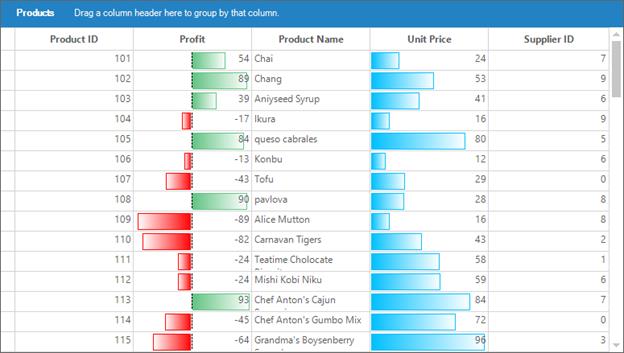 Products Drag a column header here to group by that column.
Product ID Profit Product Name Unit Price Supplier ID
101 54 Chai 24 7
102 89 Chang 53 9
103 39 Aniyseed Syrup 41 6
104 -17 Ikura 16 9
105 84 queso cabrales 80 5
106 -13 Konbu 12 6
107 -43 Tofu 29 0
108 90 pavlova 28 8
109 -89 Alice Mutton 16 8
110 -82 Carnavan Tigers 43 2
111 -24 Teatime Cholocate 58 1
112 -24 Mishi Kobi Niku 59 6
113 93 Chef Anton's Cajun 84 7
114 -45 Chef Anton's Gumbo Mix 72 0
115 -64 Grandma's Boysenberry 96 3